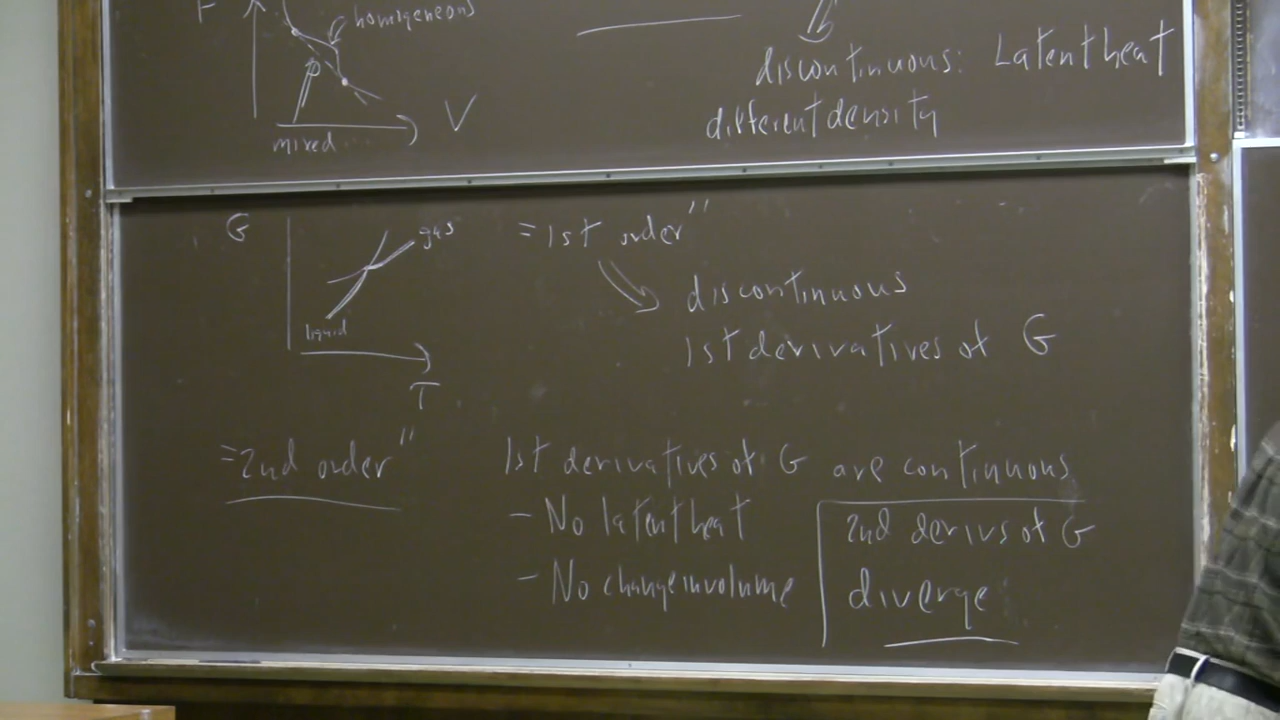 homogeneous
V
mixed
discontinuous: Latent heat
different density
G
gas
liquid
T
"1st order"
discontinuous
1st derivatives of G
"2nd order"
1st derivatives of G are continuous
- No latent heat
- No change in volume
2nd derivs of G
diverge